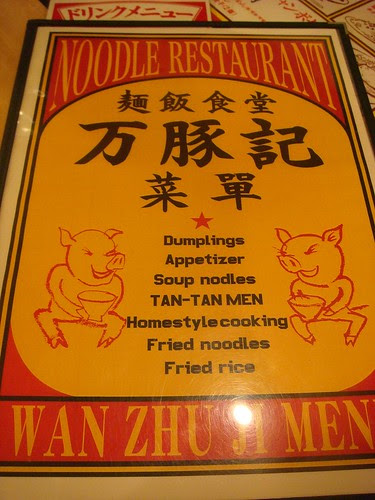 ドリンクメニュー
NOODLE RESTAURANT
麺飯食堂
万豚記
菜單
Dumplings
Appetizer
Soup nodles
TAN-TAN MEN
Homestyle cooking
Fried noodles
Fried rice
WAN ZHU JI MEN